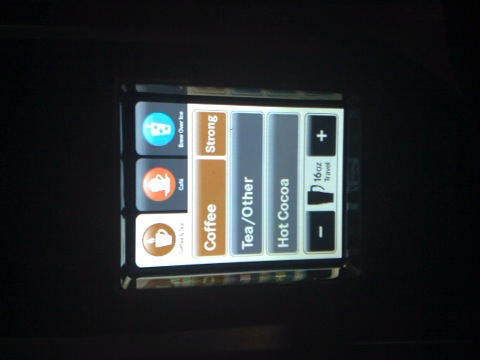 Café
Brew Over Ice
Coffee
Strong
Tea/Other
Hot Cocoa
−
16oz
Travel
+